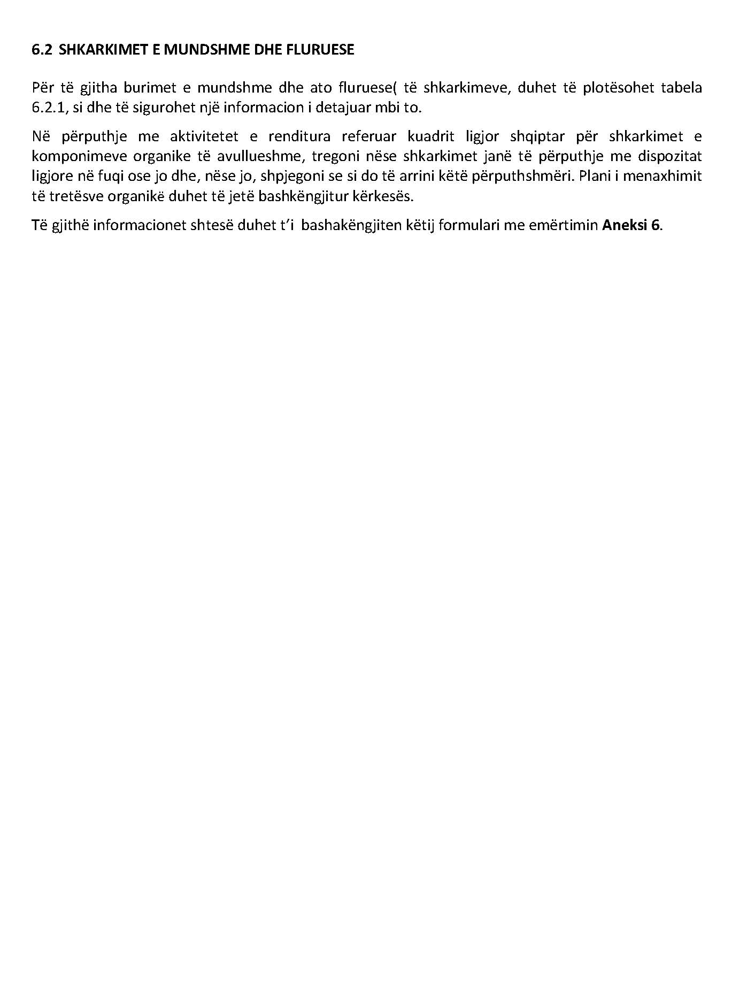 6.2 SHKARKIMET E MUNDSHME DHE FLURUESE
Për të gjitha burimet e mundshme dhe ato fluruese( të shkarkimeve, duhet të plotësohet tabela
6.2.1, si dhe të sigurohet një informacion i detajuar mbi to.
Në përputhje me aktivitetet e renditura referuar kuadrit ligjor shqiptar për shkarkimet e
komponimeve organike të avullueshme, tregoni nëse shkarkimet janë të përputhje me dispozitat
ligjore në fuqi ose jo dhe, nëse jo, shpjegoni se si do të arrini këtë përputhshmëri. Plani i menaxhimit
të tretësve organikë duhet të jetë bashkëngjitur kërkesës.
Të gjithë informacionet shtesë duhet t’i bashakëngjiten këtij formulari me emërtimin Aneksi 6.